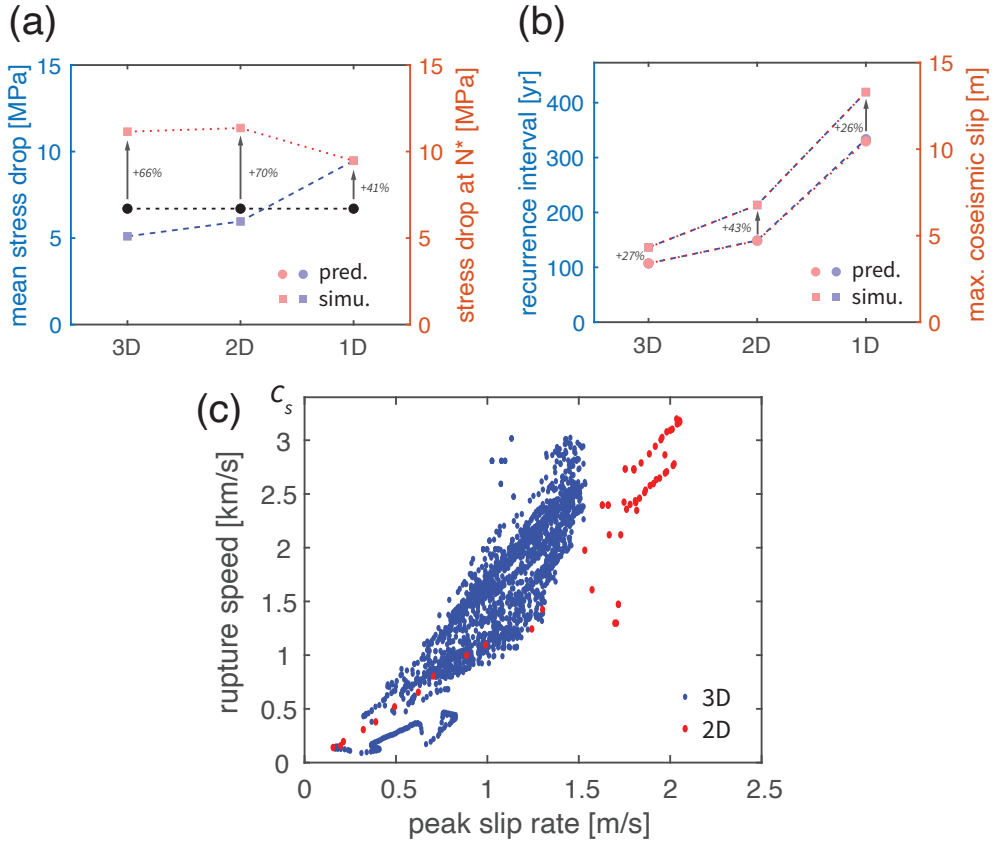 (a)
15
10
5
0
mean stress drop [MPa]
+66%
+70%
+41%
pred.
simu.
3D
2D
1D
15
10
5
0
stress drop at N* [MPa]
(b)
400
300
200
100
0
recurrence interval [yr]
+27%
+43%
+26%
pred.
simu.
3D
2D
1D
15
10
5
0
max. coseismic slip [m]
(c)
Cs
3
2.5
2
1.5
1
0.5
0
rupture speed [km/s]
3D
2D
0
0.5
1
1.5
2
2.5
peak slip rate [m/s]